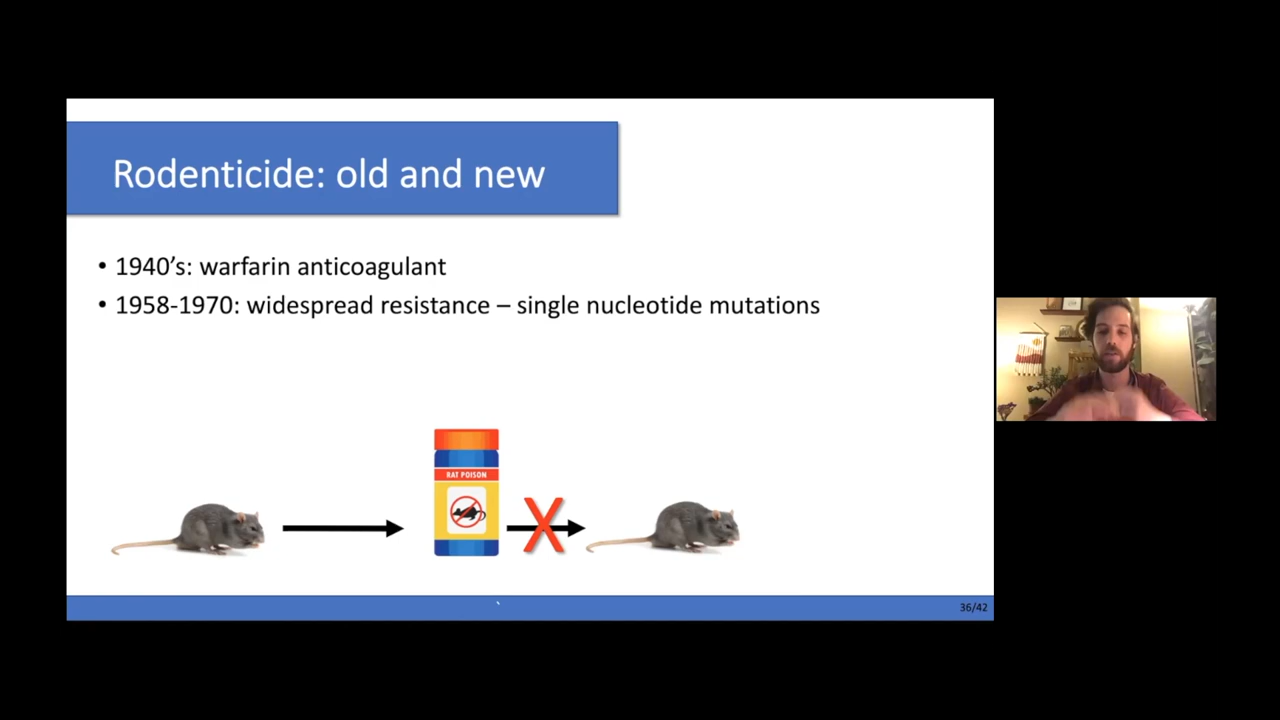 Rodenticide: old and new
• 1940’s: warfarin anticoagulant
• 1958-1970: widespread resistance – single nucleotide mutations
RAT POISON
X
36/42